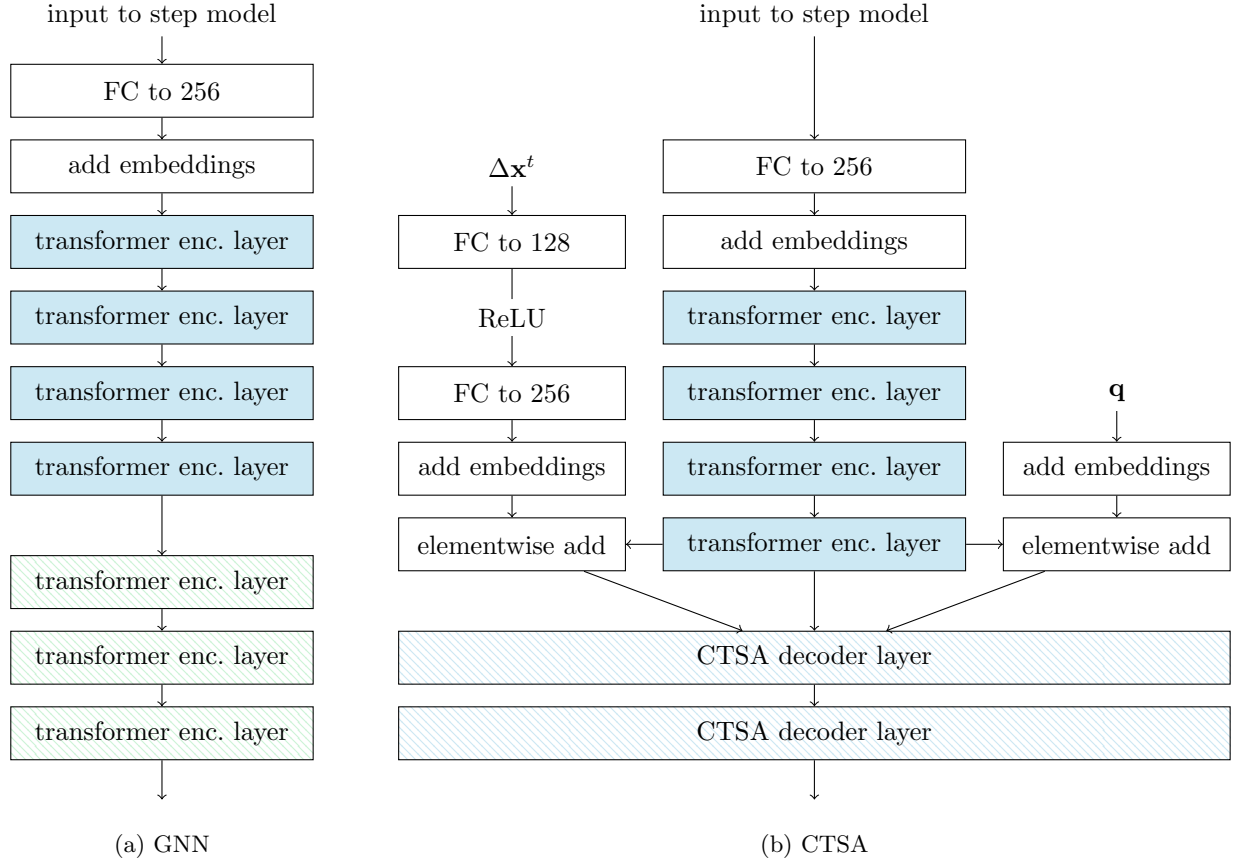 input to step model
FC to 256
add embeddings
transformer enc. layer
transformer enc. layer
transformer enc. layer
transformer enc. layer
transformer enc. layer
transformer enc. layer
transformer enc. layer
(a) GNN
input to step model
FC to 256
add embeddings
transformer enc. layer
transformer enc. layer
transformer enc. layer
transformer enc. layer
Δx^t
FC to 128
ReLU
FC to 256
add embeddings
elementwise add
q
add embeddings
elementwise add
CTSA decoder layer
CTSA decoder layer
(b) CTSA